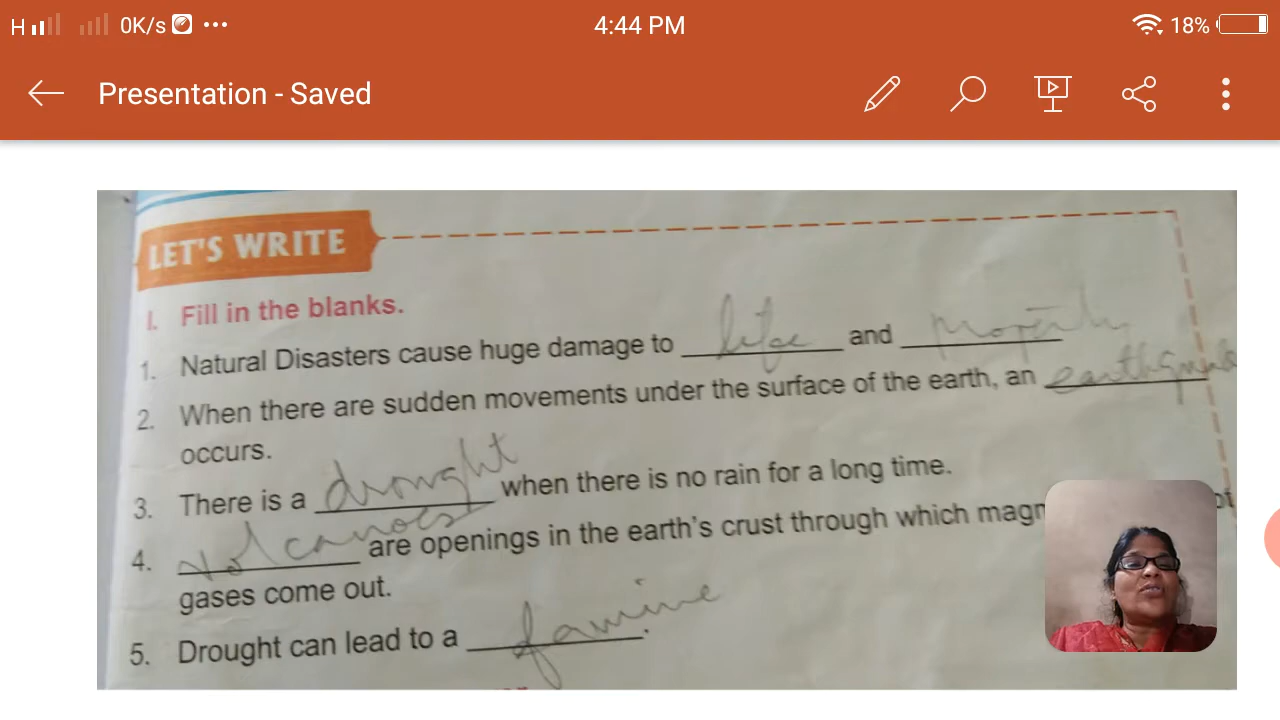 H 0K/s 4:44 PM 18%
Presentation - Saved
LET'S WRITE
I. Fill in the blanks.
1. Natural Disasters cause huge damage to life and property
2. When there are sudden movements under the surface of the earth, an earthquake
occurs.
3. There is a drought when there is no rain for a long time.
4. Volcanoes are openings in the earth's crust through which
gases come out.
5. Drought can lead to a famine.